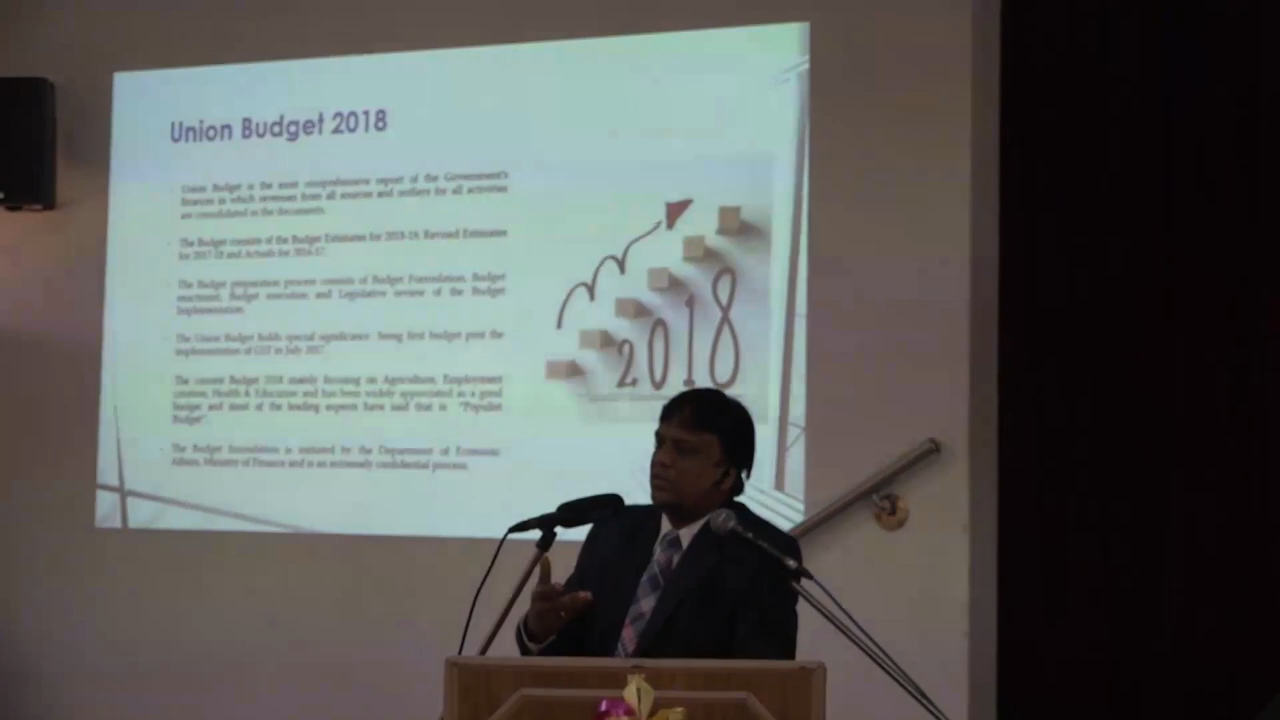 Union Budget 2018
Union Budget is the most comprehensive report of the Government's
finances in which revenues from all sources and outlays for all activities
are consolidated in the documents.
The Budget consists of the Budget Estimates for 2018-19, Revised Estimates
for 2017-18 and Actuals for 2016-17.
The Budget preparation process consists of Budget Formulation, Budget
enactment, Budget execution and Legislative review of the Budget
Implementation.
The Union Budget holds special significance being first budget post the
implementation of GST in July 2017.
The current Budget 2018 mainly focusing on Agriculture, Employment
creation, Health & Education and has been widely appreciated as a good
budget and most of the leading experts have said that is "Populist
Budget"
The Budget formulation is initiated by the Department of Economic
Affairs, Ministry of Finance and is an extremely confidential process.
2018